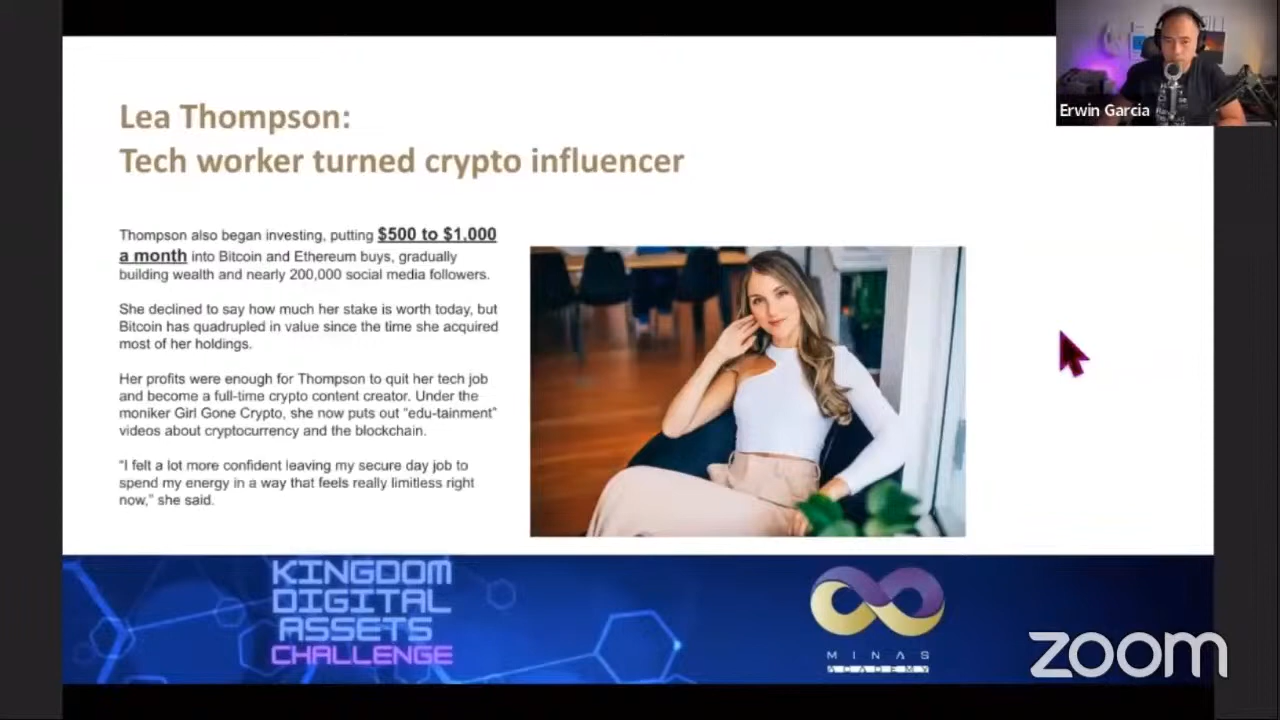 Erwin Garcia
Lea Thompson:
Tech worker turned crypto influencer
Thompson also began investing, putting $500 to $1,000
a month into Bitcoin and Ethereum buys, gradually
building wealth and nearly 200,000 social media followers.
She declined to say how much her stake is worth today, but
Bitcoin has quadrupled in value since the time she acquired
most of her holdings.
Her profits were enough for Thompson to quit her tech job
and become a full-time crypto content creator. Under the
moniker Girl Gone Crypto, she now puts out “edu-tainment”
videos about cryptocurrency and the blockchain.
“I felt a lot more confident leaving my secure day job to
spend my energy in a way that feels really limitless right
now,” she said.
KINGDOM
DIGITAL
ASSETS
CHALLENGE
MINAS
ACADEMY
zoom